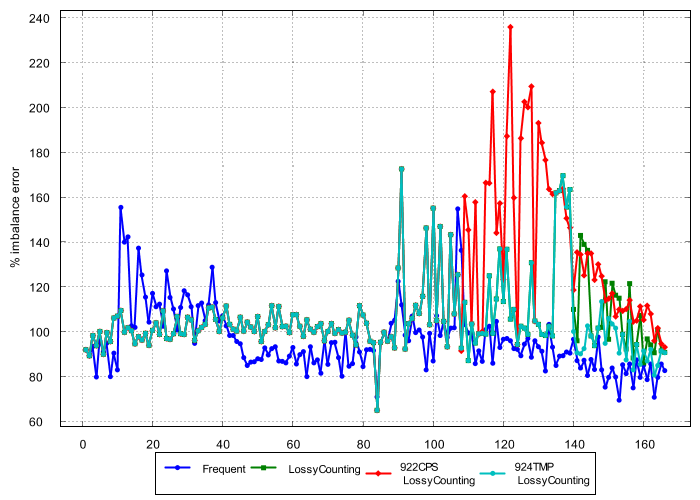 240
220
200
180
160
140
120
100
80
60
% imbalance error
0 20 40 60 80 100 120 140 160
Frequent LossyCounting 922CPS 924TMP
LossyCounting LossyCounting